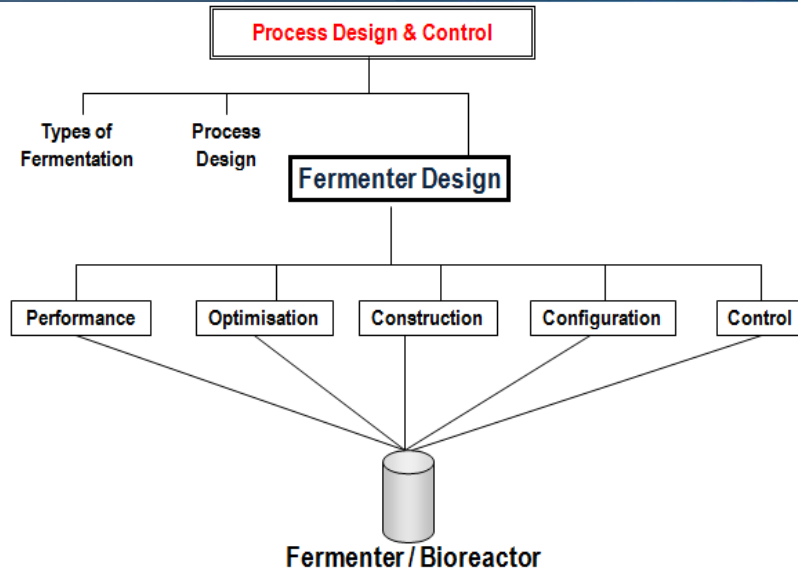 Process Design & Control
Types of
Fermentation
Process
Design
Fermenter Design
Performance
Optimisation
Construction
Configuration
Control
Fermenter / Bioreactor